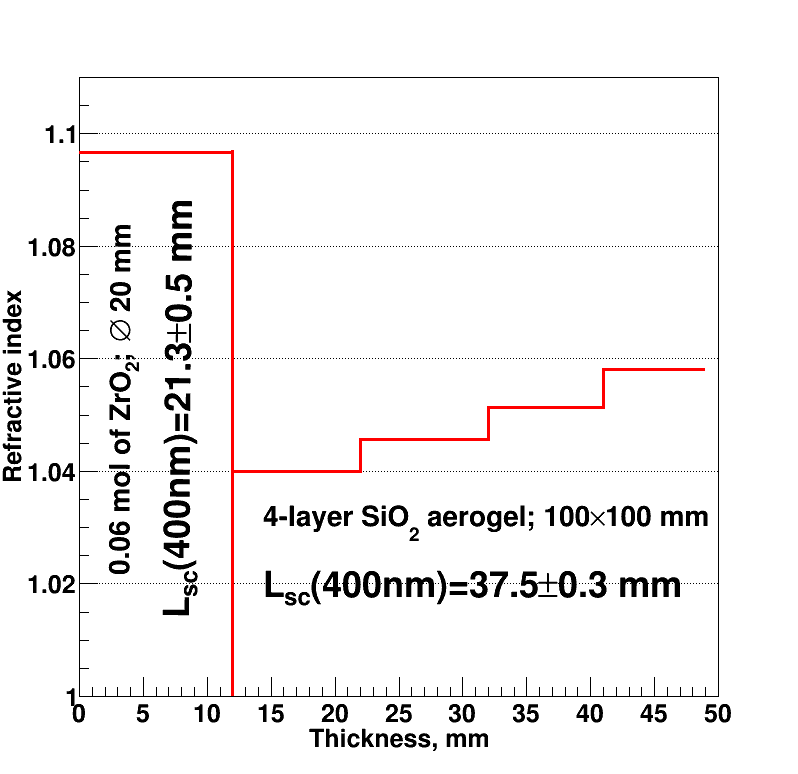 Refractive index
1.1
1.08
1.06
1.04
1.02
1
0.06 mol of ZrO₂; ∅ 20 mm
Lsc(400nm)=21.3±0.5 mm
4-layer SiO₂ aerogel; 100×100 mm
Lsc(400nm)=37.5±0.3 mm
0 5 10 15 20 25 30 35 40 45 50
Thickness, mm